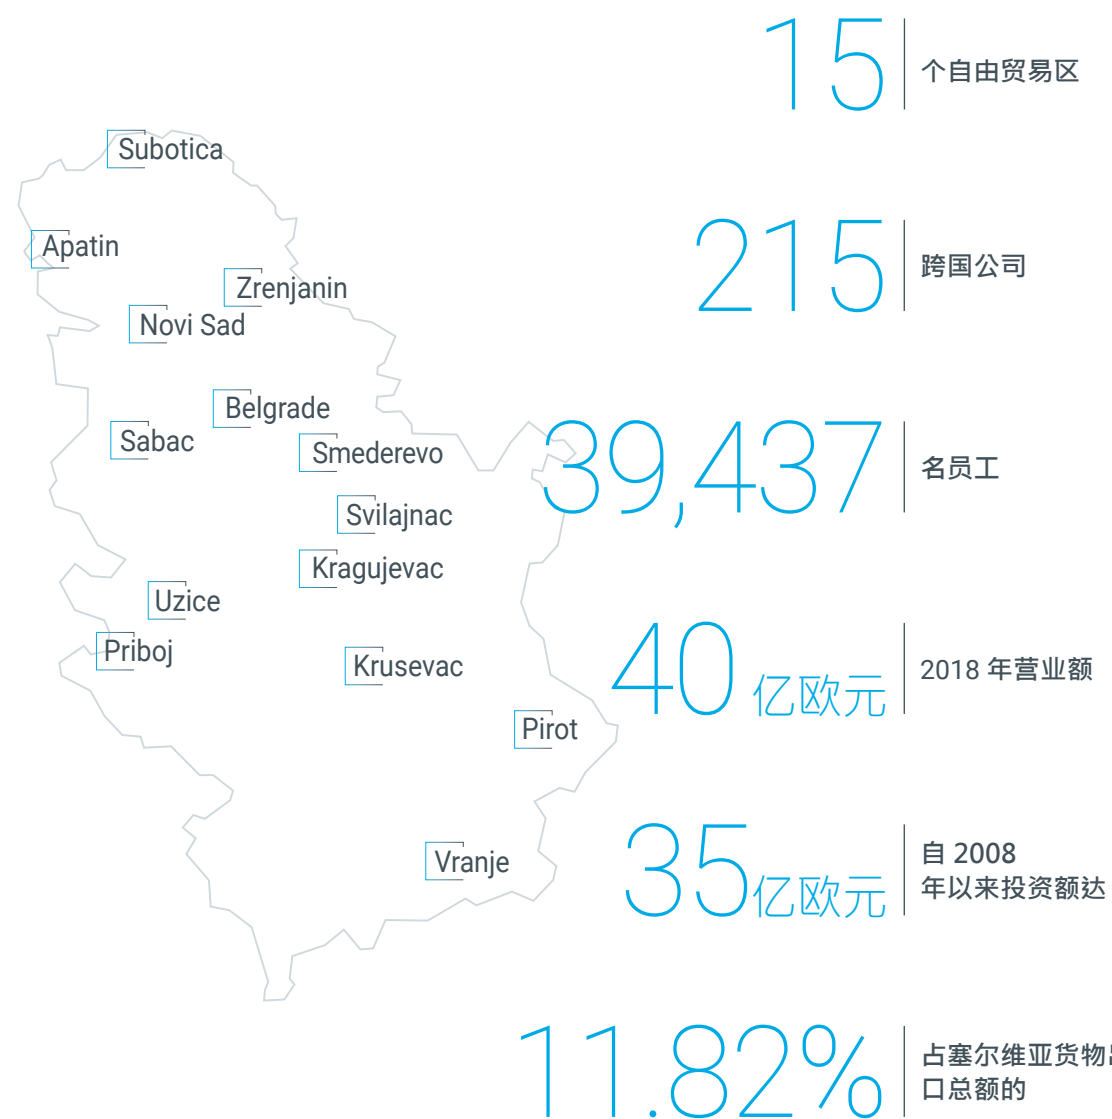 15
个自由贸易区
Subotica
Apatin
215
跨国公司
Zrenjanin
Novi Sad
Belgrade
Sabac
Smederevo
39,437
名员工
Svilajnac
Kragujevac
Uzice
Priboj
Krusevac
40 亿欧元
2018 年营业额
Pirot
Vranje
35亿欧元
自 2008
年以来投资额达
11.82%
占塞尔维亚货物出
口总额的